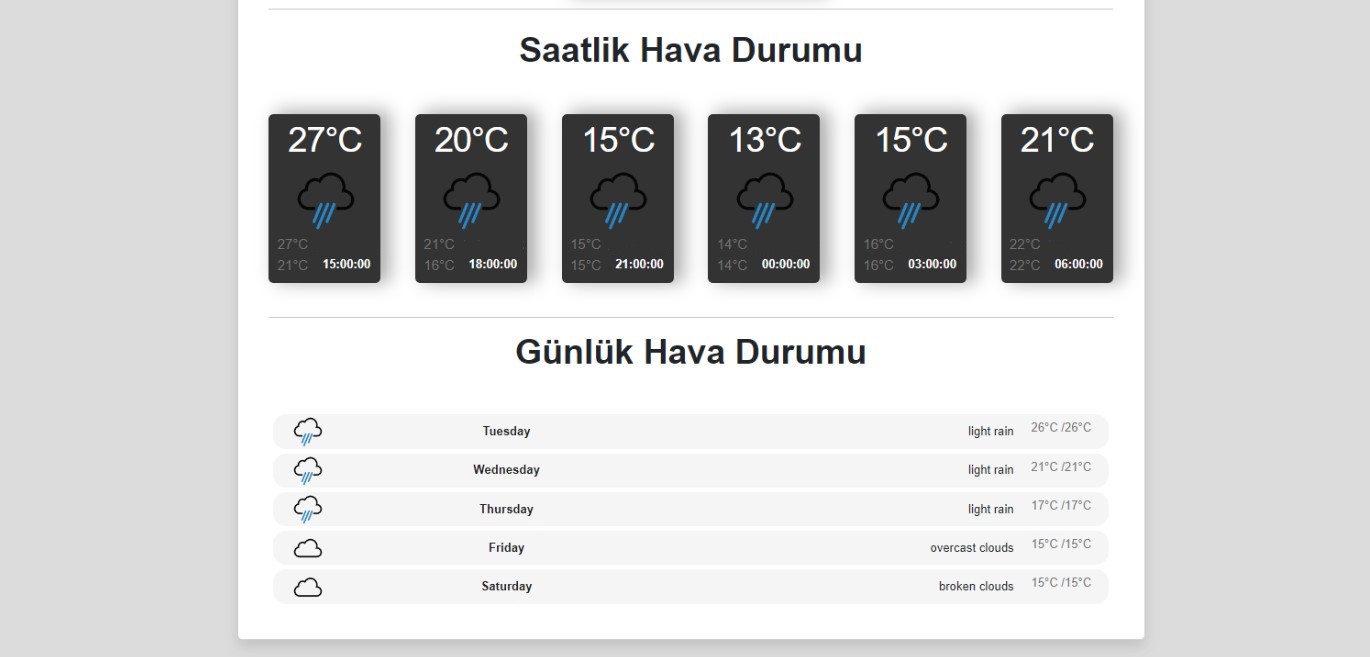 Saatlik Hava Durumu
27°C
27°C
21°C 15:00:00
20°C
21°C
16°C 18:00:00
15°C
15°C
15°C 21:00:00
13°C
14°C
14°C 00:00:00
15°C
16°C
16°C 03:00:00
21°C
22°C
22°C 06:00:00
Günlük Hava Durumu
Tuesday light rain 26°C /26°C
Wednesday light rain 21°C /21°C
Thursday light rain 17°C /17°C
Friday overcast clouds 15°C /15°C
Saturday broken clouds 15°C /15°C